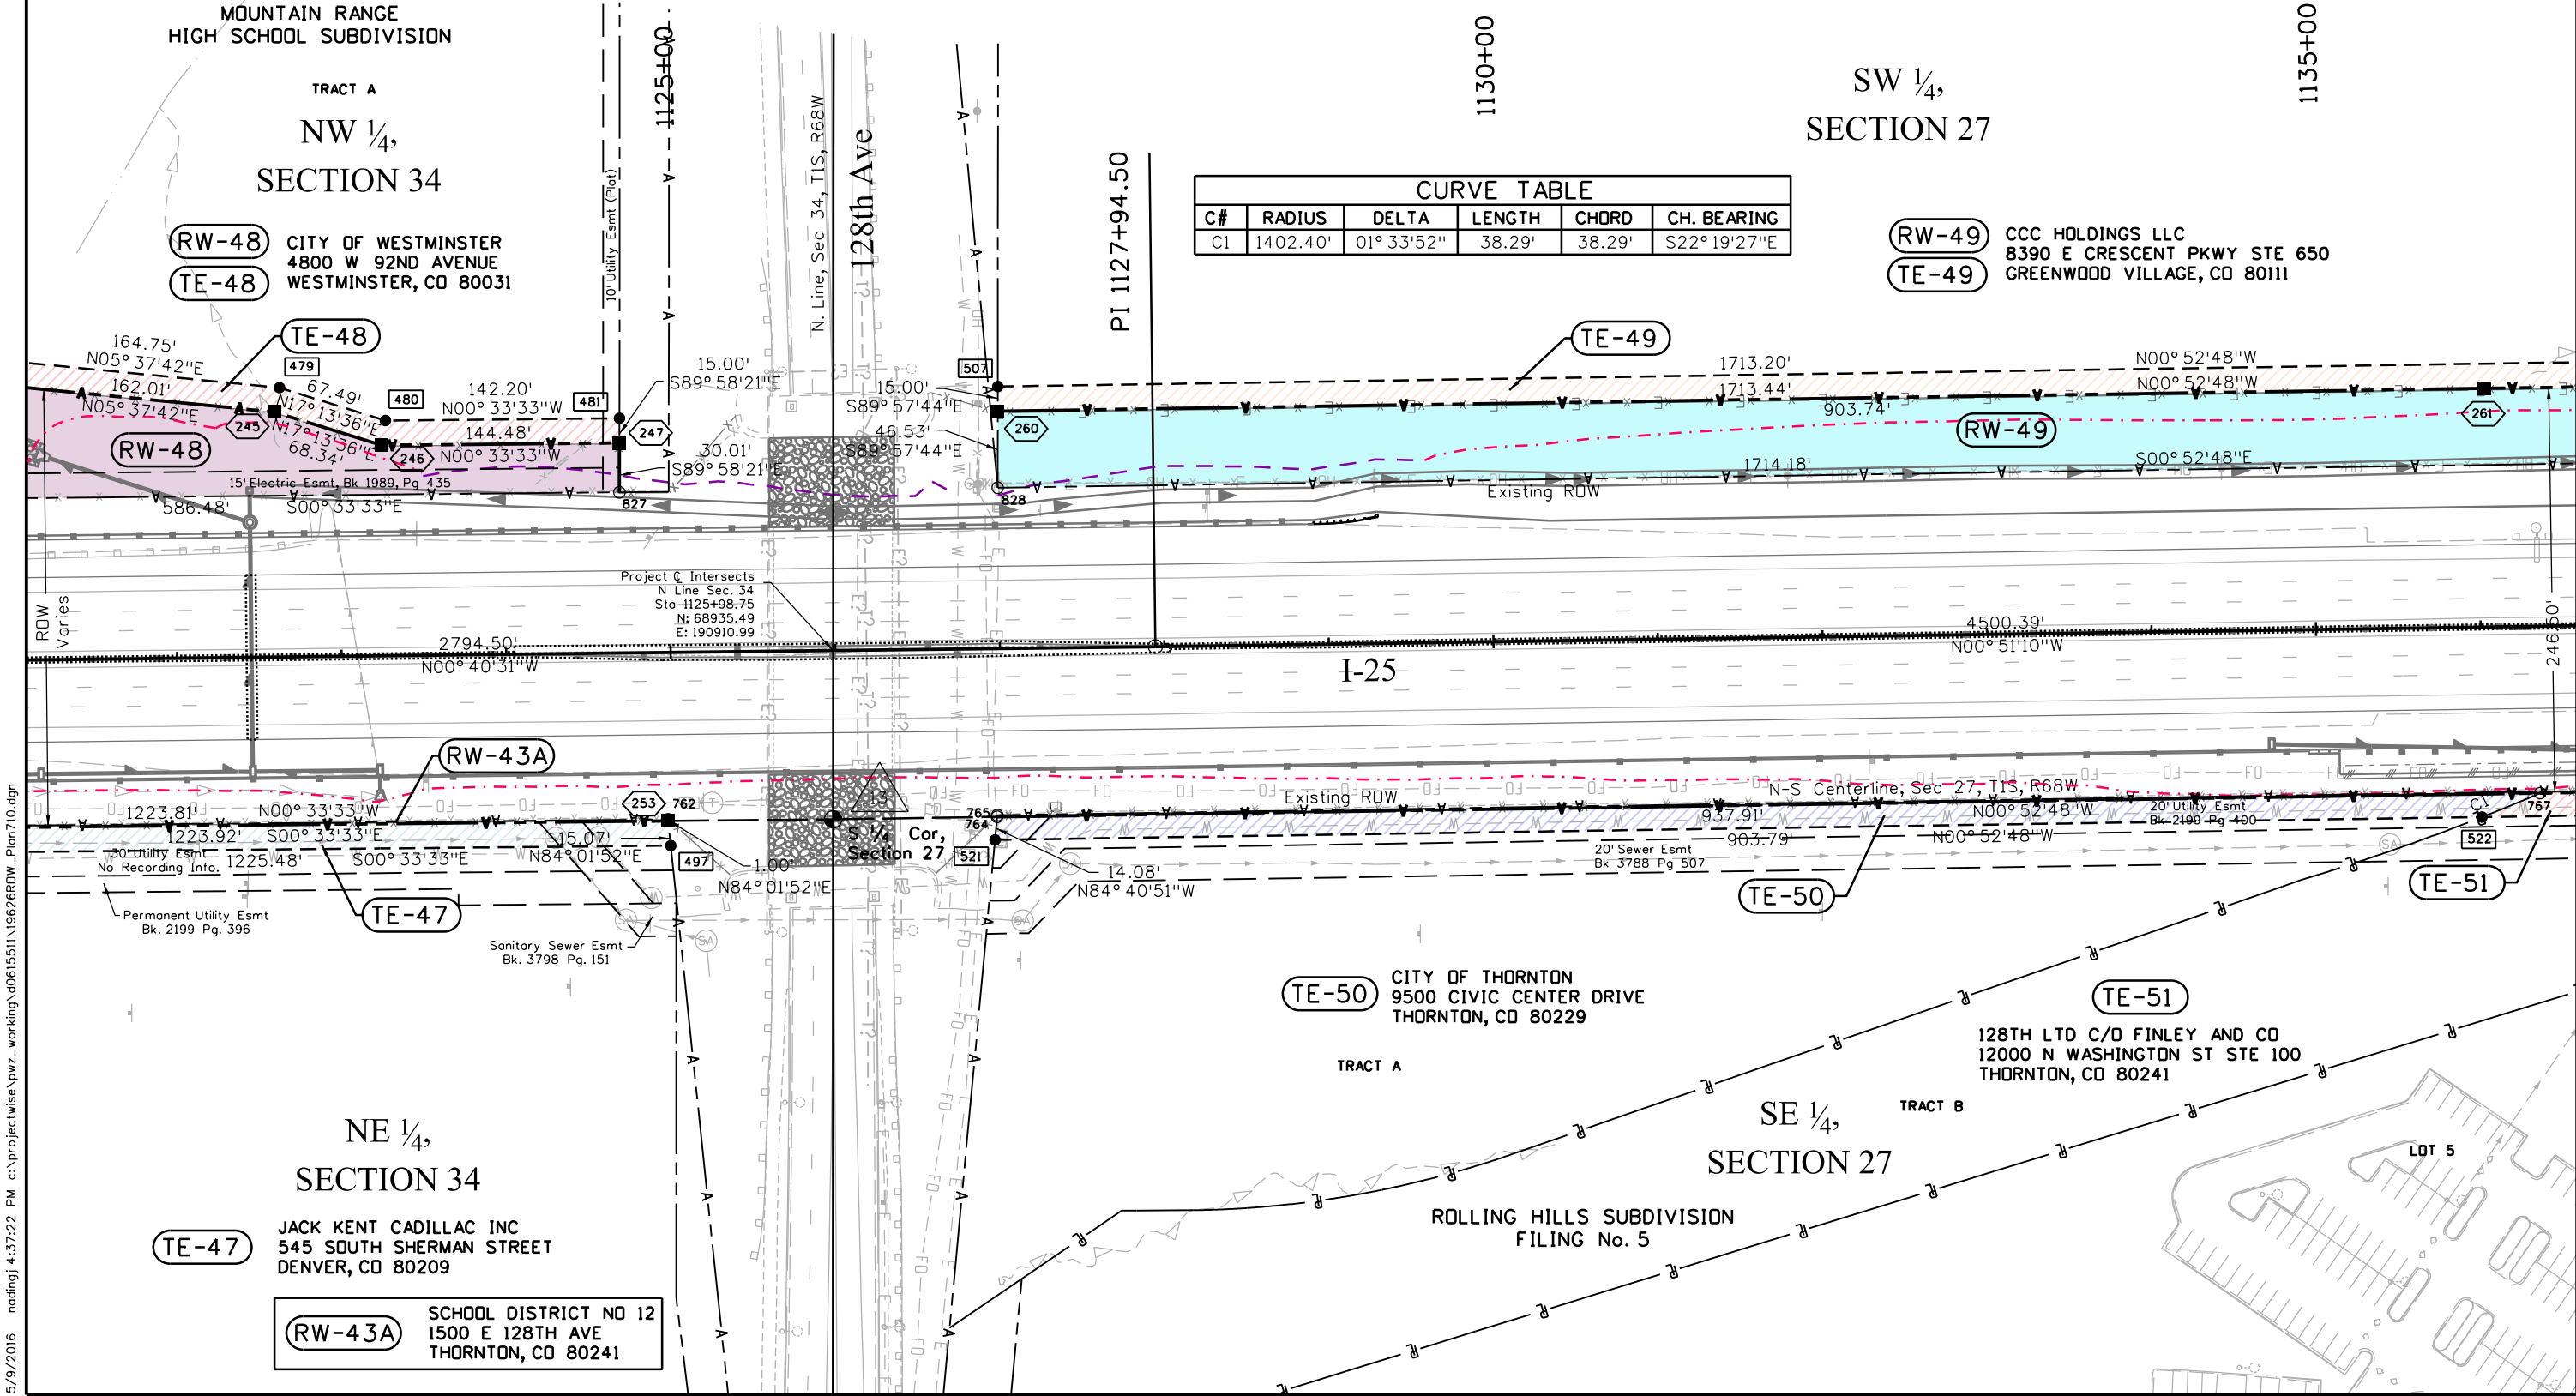 MOUNTAIN RANGE
HIGH SCHOOL SUBDIVISION
TRACT A
NW 1/4,
SECTION 34
RW-48
TE-48
CITY OF WESTMINSTER
4800 W 92ND AVENUE
WESTMINSTER, CO 80031
TE-48
10' Utility Esmt (Plat)
1125+00
N. Line, Sec 34, T1S, R68W
128th Ave
PI 1127+94.50
1130+00
1135+00
SW 1/4,
SECTION 27
CURVE TABLE
C# RADIUS DELTA LENGTH CHORD CH. BEARING
C1 1402.40' 01° 33'52" 38.29' 38.29' S22° 19'27"E
RW-49
TE-49
CCC HOLDINGS LLC
8390 E CRESCENT PKWY STE 650
GREENWOOD VILLAGE, CO 80111
TE-49
164.75'
N05° 37'42"E
162.01'
N05° 37'42"E
479
67.49'
N17° 13'36"E
N17° 13'36"E
68.34'
480
142.20'
N00° 33'33"W
481
144.48'
N00° 33'33"W
245
246
247
RW-48
15' Electric Esmt, Bk 1989, Pg 435
586.48'
S00° 33'33"E
827
15.00'
S89° 58'21"E
30.01'
S89° 58'21"E
507
15.00'
S89° 57'44"E
46.53'
S89° 57'44"E
260
828
1713.20'
N00° 52'48"W
1713.44'
N00° 52'48"W
903.74'
RW-49
261
1714.18'
S00° 52'48"E
Existing ROW
ROW
Varies
Project ℄ Intersects
N Line Sec. 34
Sta 1125+98.75
N: 68935.49
E: 190910.99
2794.50'
N00° 40'31"W
I-25
4500.39'
N00° 51'10"W
246.50'
RW-43A
1223.81'
N00° 33'33"W
1223.92'
S00° 33'33"E
1225.48'
S00° 33'33"E
30' Utility Esmt
No Recording Info.
Permanent Utility Esmt
Bk. 2199 Pg. 396
TE-47
253
762
15.07'
N84° 01'52"E
497
1.00'
N84° 01'52"E
Sanitary Sewer Esmt
Bk. 3798 Pg. 151
13
S 1/4 Cor,
Section 27
765
764
521
14.08'
N84° 40'51"W
Existing ROW
N-S Centerline, Sec 27, T1S, R68W
937.91'
N00° 52'48"W
903.79'
N00° 52'48"W
20' Utility Esmt
Bk 2199 Pg 400
20' Sewer Esmt
Bk 3788 Pg 507
C1
767
522
TE-50
TE-51
TE-50
CITY OF THORNTON
9500 CIVIC CENTER DRIVE
THORNTON, CO 80229
TRACT A
TE-51
128TH LTD C/O FINLEY AND CO
12000 N WASHINGTON ST STE 100
THORNTON, CO 80241
TRACT B
SE 1/4,
SECTION 27
LOT 5
ROLLING HILLS SUBDIVISION
FILING No. 5
NE 1/4,
SECTION 34
TE-47
JACK KENT CADILLAC INC
545 SOUTH SHERMAN STREET
DENVER, CO 80209
RW-43A
SCHOOL DISTRICT NO 12
1500 E 128TH AVE
THORNTON, CO 80241
5/9/2016 nadingj 4:37:22 PM c:\projectwise\pwz_working\d0615511\19626ROW_Plan710.dgn